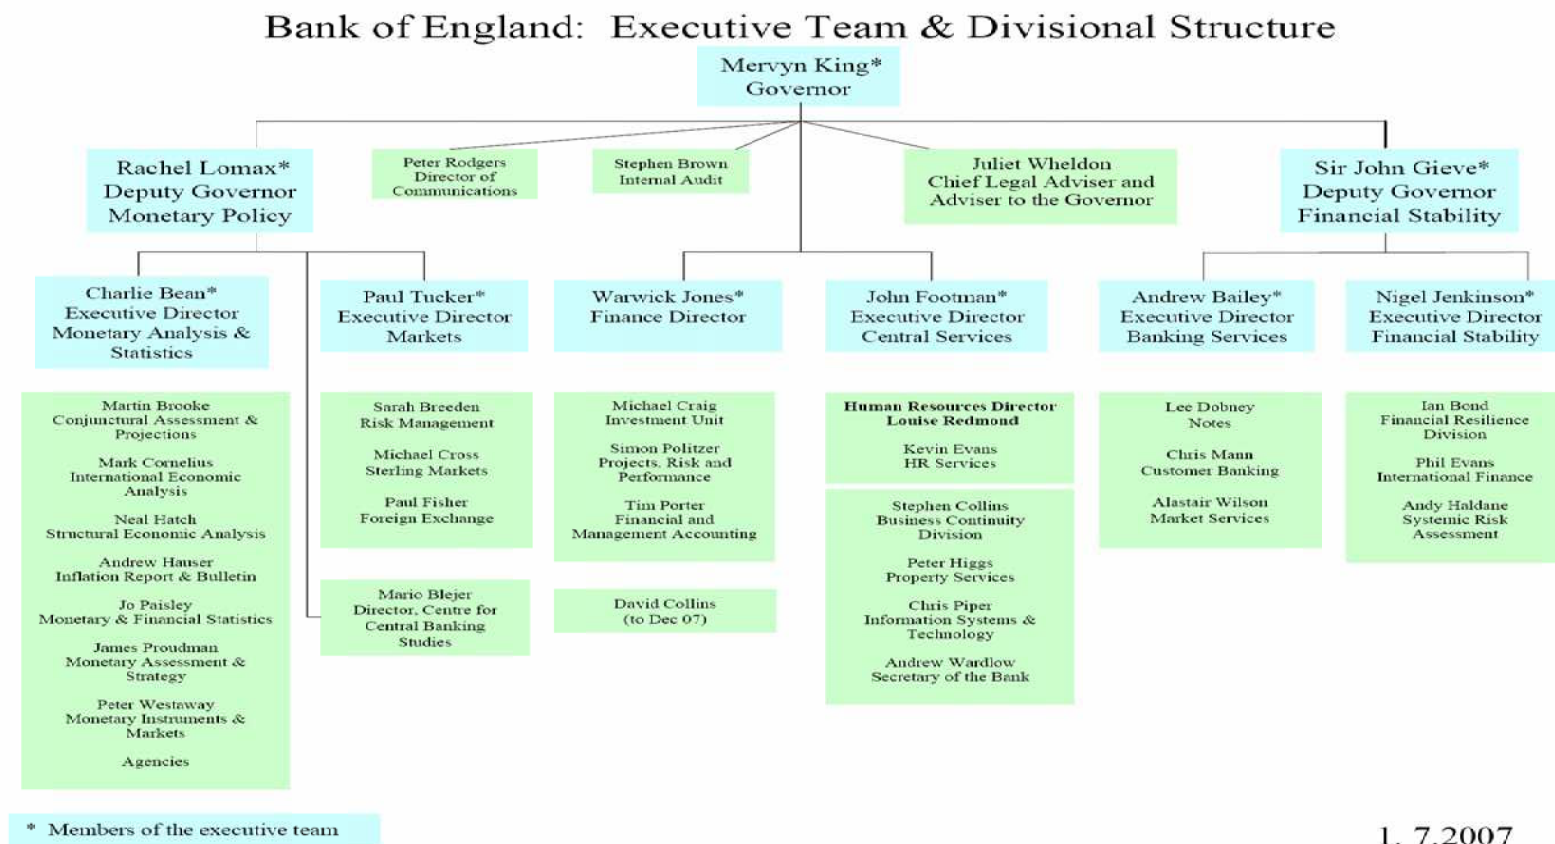 Bank of England: Executive Team & Divisional Structure
Mervyn King*
Governor
Rachel Lomax*
Deputy Governor
Monetary Policy
Peter Rodgers
Director of
Communications
Stephen Brown
Internal Audit
Juliet Wheldon
Chief Legal Adviser and
Adviser to the Governor
Sir John Gieve*
Deputy Governor
Financial Stability
Charlie Bean*
Executive Director
Monetary Analysis &
Statistics
Paul Tucker*
Executive Director
Markets
Warwick Jones*
Finance Director
John Footman*
Executive Director
Central Services
Andrew Bailey*
Executive Director
Banking Services
Nigel Jenkinson*
Executive Director
Financial Stability
Martin Brooke
Conjunctural Assessment &
Projections
Mark Cornelius
International Economic
Analysis
Neal Hatch
Structural Economic Analysis
Andrew Hauser
Inflation Report & Bulletin
Jo Paisley
Monetary & Financial Statistics
James Proudman
Monetary Assessment &
Strategy
Peter Westaway
Monetary Instruments &
Markets
Agencies
Sarah Breeden
Risk Management
Michael Cross
Sterling Markets
Paul Fisher
Foreign Exchange
Mario Blejer
Director, Centre for
Central Banking
Studies
Michael Craig
Investment Unit
Simon Politzer
Projects, Risk and
Performance
Tim Porter
Financial and
Management Accounting
David Collins
(to Dec 07)
Human Resources Director
Louise Redmond
Kevin Evans
HR Services
Stephen Collins
Business Continuity
Division
Peter Higgs
Property Services
Chris Piper
Information Systems &
Technology
Andrew Wardlow
Secretary of the Bank
Lee Dobney
Notes
Chris Mann
Customer Banking
Alastair Wilson
Market Services
Ian Bond
Financial Resilience
Division
Phil Evans
International Finance
Andy Haldane
Systemic Risk
Assessment
* Members of the executive team
1. 7.2007